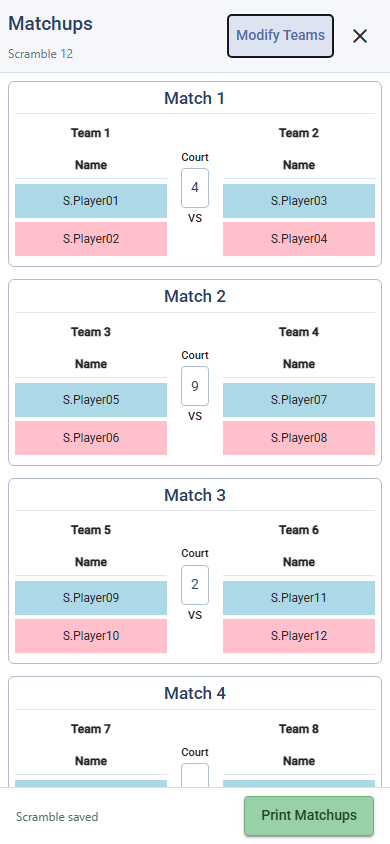 Matchups
Modify Teams
Scramble 12
Match 1
Team 1
Team 2
Name
Court
Name
4
S.Player01
S.Player03
VS
S.Player02
S.Player04
Match 2
Team 3
Team 4
Name
Court
Name
9
S.Player05
S.Player07
VS
S.Player06
S.Player08
Match 3
Team 5
Team 6
Name
Court
Name
2
S.Player09
S.Player11
VS
S.Player10
S.Player12
Match 4
Team 7
Team 8
Name
Court
Name
Scramble saved
Print Matchups